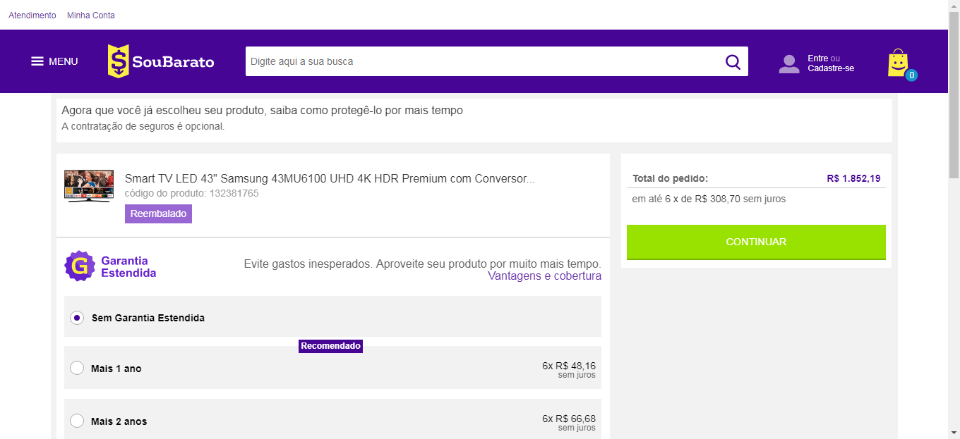 Atendimento Minha Conta
MENU
SouBarato
Digite aqui a sua busca
Entre ou
Cadastre-se
0
Agora que você já escolheu seu produto, saiba como protegê-lo por mais tempo
A contratação de seguros é opcional.
Smart TV LED 43" Samsung 43MU6100 UHD 4K HDR Premium com Conversor...
código do produto: 132381765
Reembalado
Total do pedido: R$ 1.852,19
em até 6 x de R$ 308,70 sem juros
CONTINUAR
G
Garantia
Estendida
Evite gastos inesperados. Aproveite seu produto por muito mais tempo.
Vantagens e cobertura
Sem Garantia Estendida
Recomendado
Mais 1 ano 6x R$ 48,16
sem juros
Mais 2 anos 6x R$ 66,68
sem juros